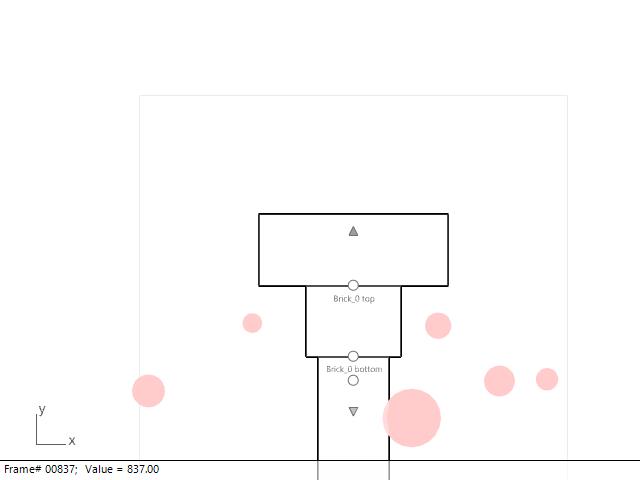 Brick_0 top
Brick_0 bottom
y
x
Frame# 00837; Value = 837.00